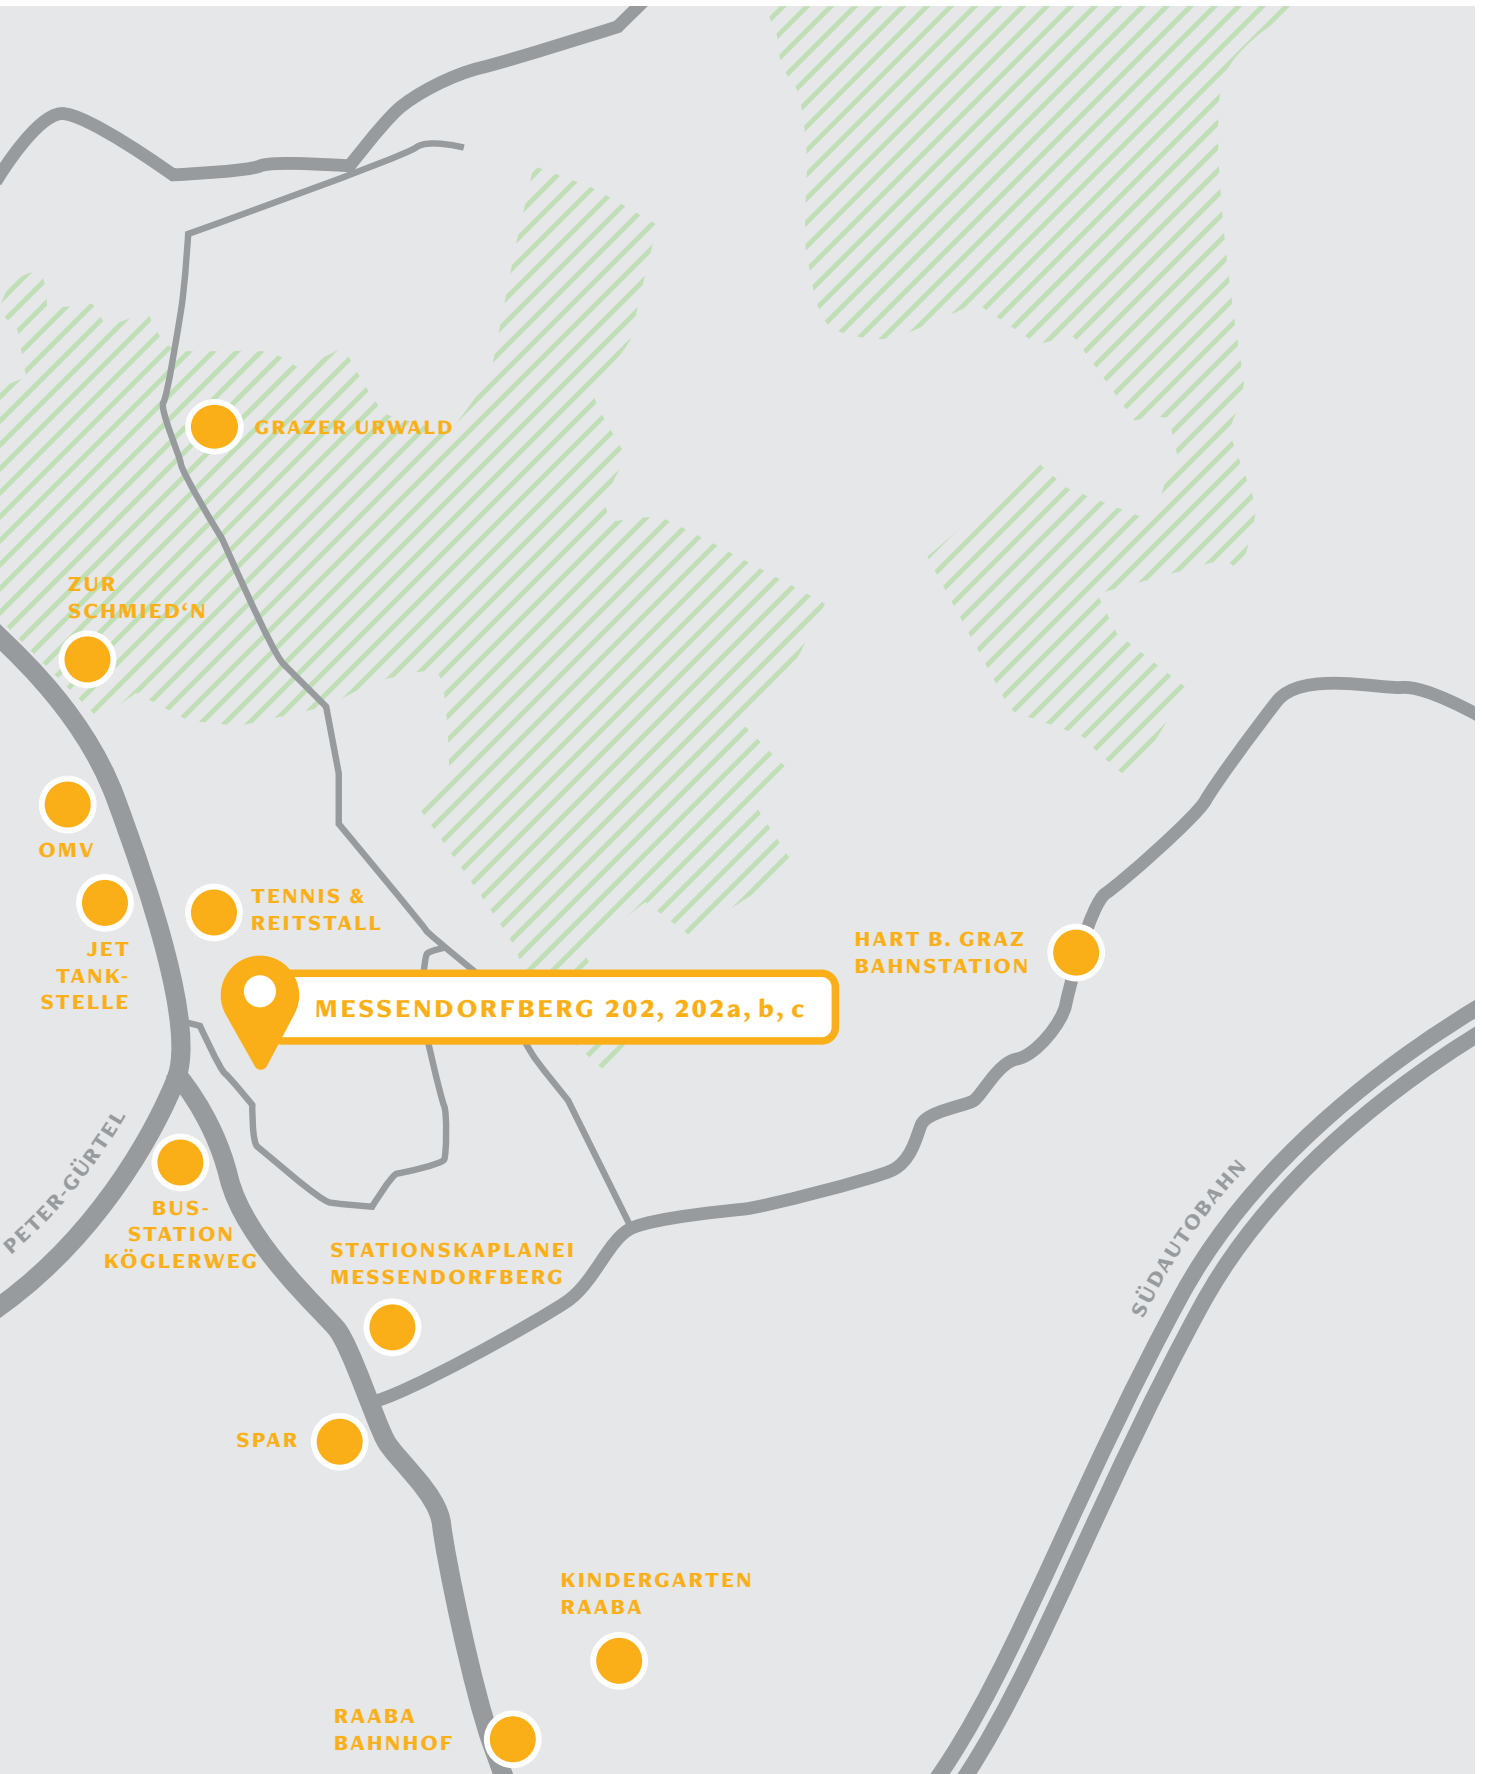 GRAZER URWALD
ZUR
SCHMIED‘N
OMV
TENNIS &
REITSTALL
JET
TANK-
STELLE
HART B. GRAZ
BAHNSTATION
MESSENDORFBERG 202, 202a, b, c
PETER-GÜRTEL
BUS-
STATION
KÖGLERWEG
STATIONSKAPLANEI
MESSENDORFBERG
SÜDAUTOBAHN
SPAR
KINDERGARTEN
RAABA
RAABA
BAHNHOF